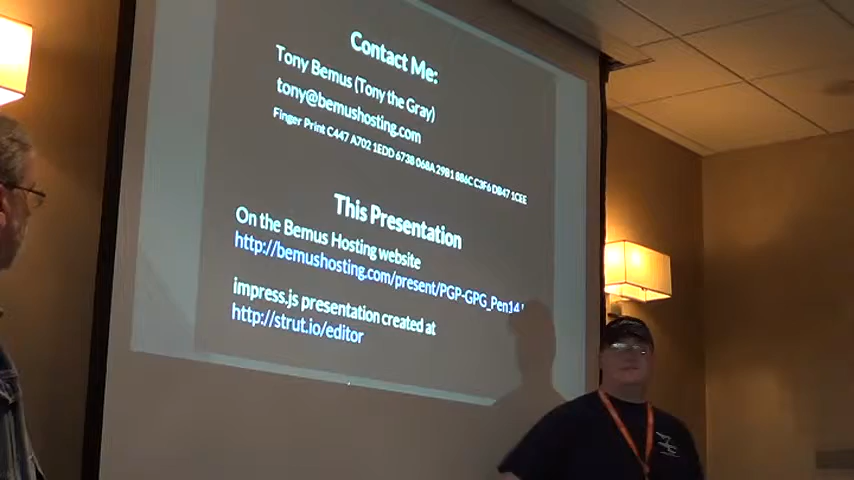 Contact Me:
Tony Bemus (Tony the Gray)
tony@bemushosting.com
Finger Print C447 A702 1EDD 6738 068A 29B1 8B6C C3F6 DB47 1CEE
This Presentation
On the Bemus Hosting website
http://bemushosting.com/present/PGP-GPG_Pen14
impress.js presentation created at
http://strut.io/editor